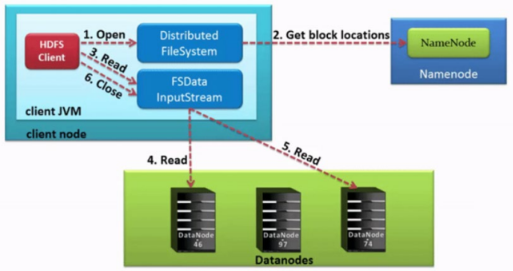 HDFS
Client
1. Open
3. Read
6. Close
Distributed
FileSystem
FSData
InputStream
client JVM
client node
2. Get block locations
NameNode
Namenode
4. Read
5. Read
DataNode
46
DataNode
97
DataNode
74
Datanodes